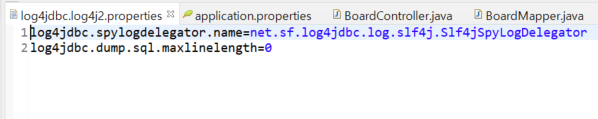 log4jdbc.log4j2.properties application.properties BoardController.java BoardMapper.java
1 log4jdbc.spylogdelegator.name=net.sf.log4jdbc.log.slf4j.Slf4jSpyLogDelegator
2 log4jdbc.dump.sql.maxlinelength=0